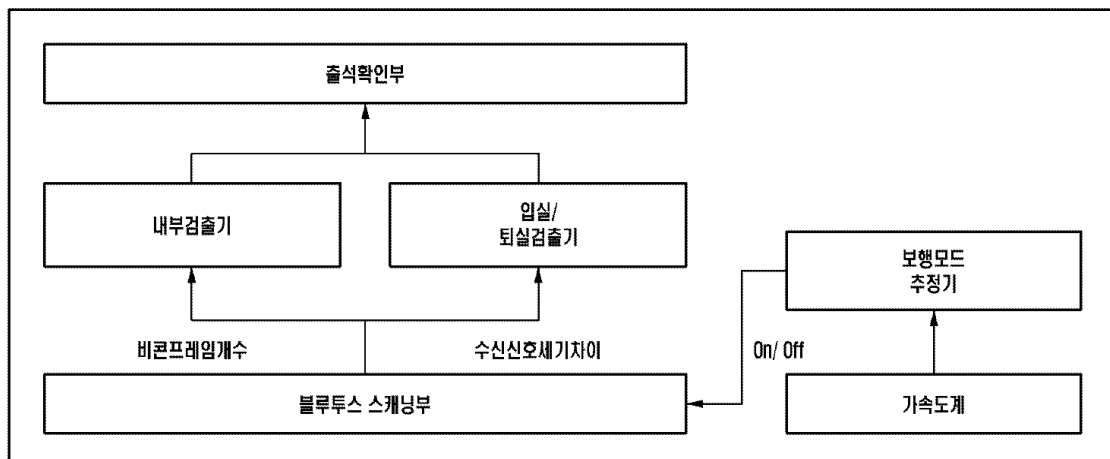 출석확인부
내부검출기
입실/
퇴실검출기
보행모드
추정기
비콘프레임개수
수신신호세기차이
On/ Off
블루투스 스캐닝부
가속도계